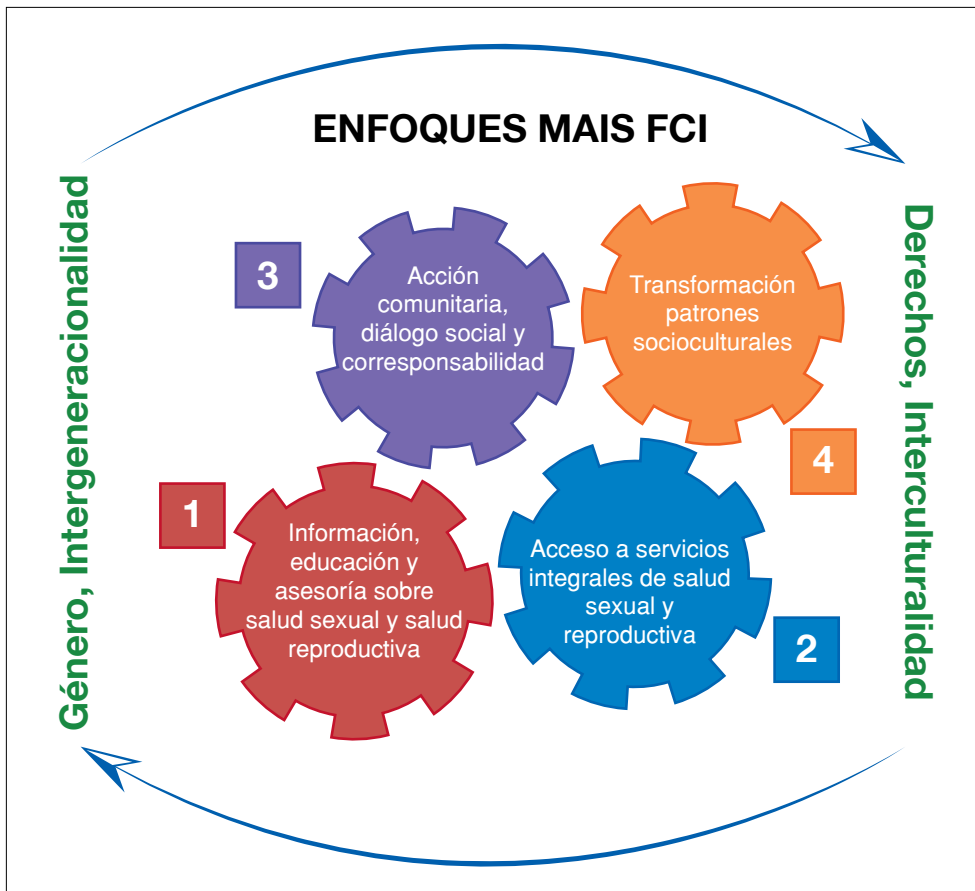 ENFOQUES MAIS FCI
Género, Intergeneracionalidad
Derechos, Interculturalidad
3
Acción
comunitaria,
diálogo social y
corresponsabilidad
Transformación
patrones
socioculturales
4
1
Información,
educación y
asesoría sobre
salud sexual y salud
reproductiva
Acceso a servicios
integrales de salud
sexual y
reproductiva
2